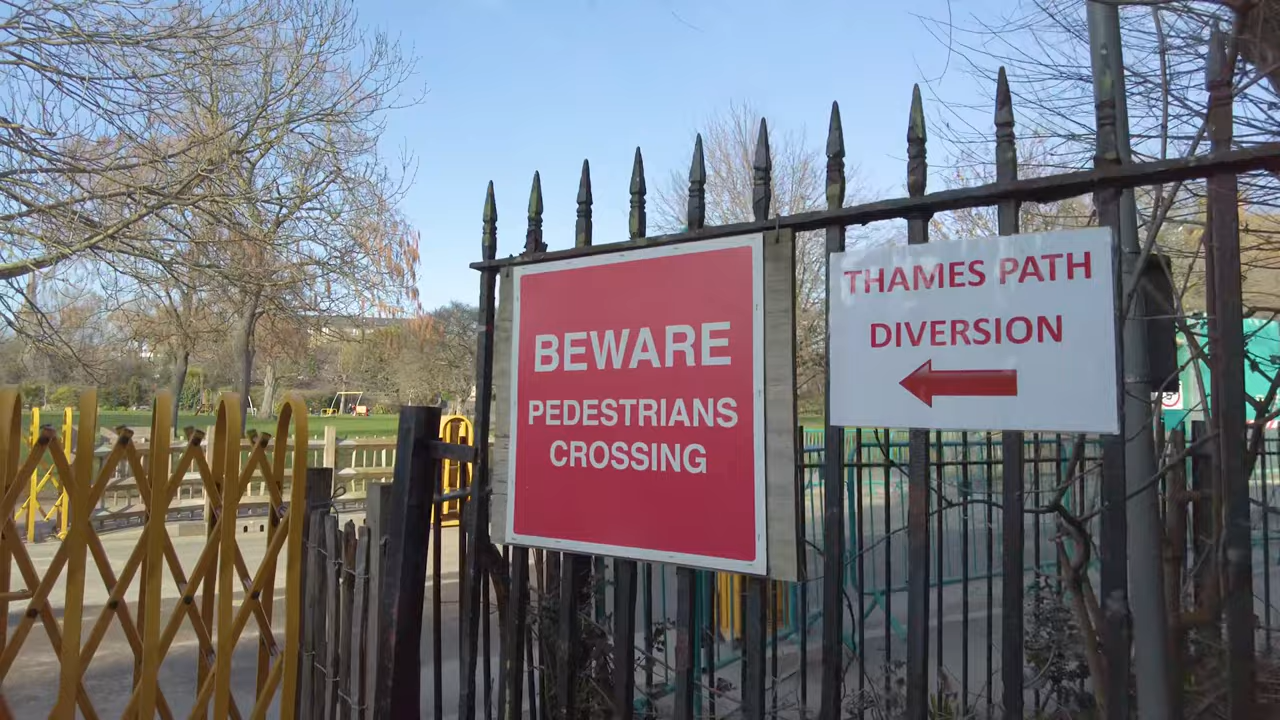 BEWARE
PEDESTRIANS
CROSSING
THAMES PATH
DIVERSION